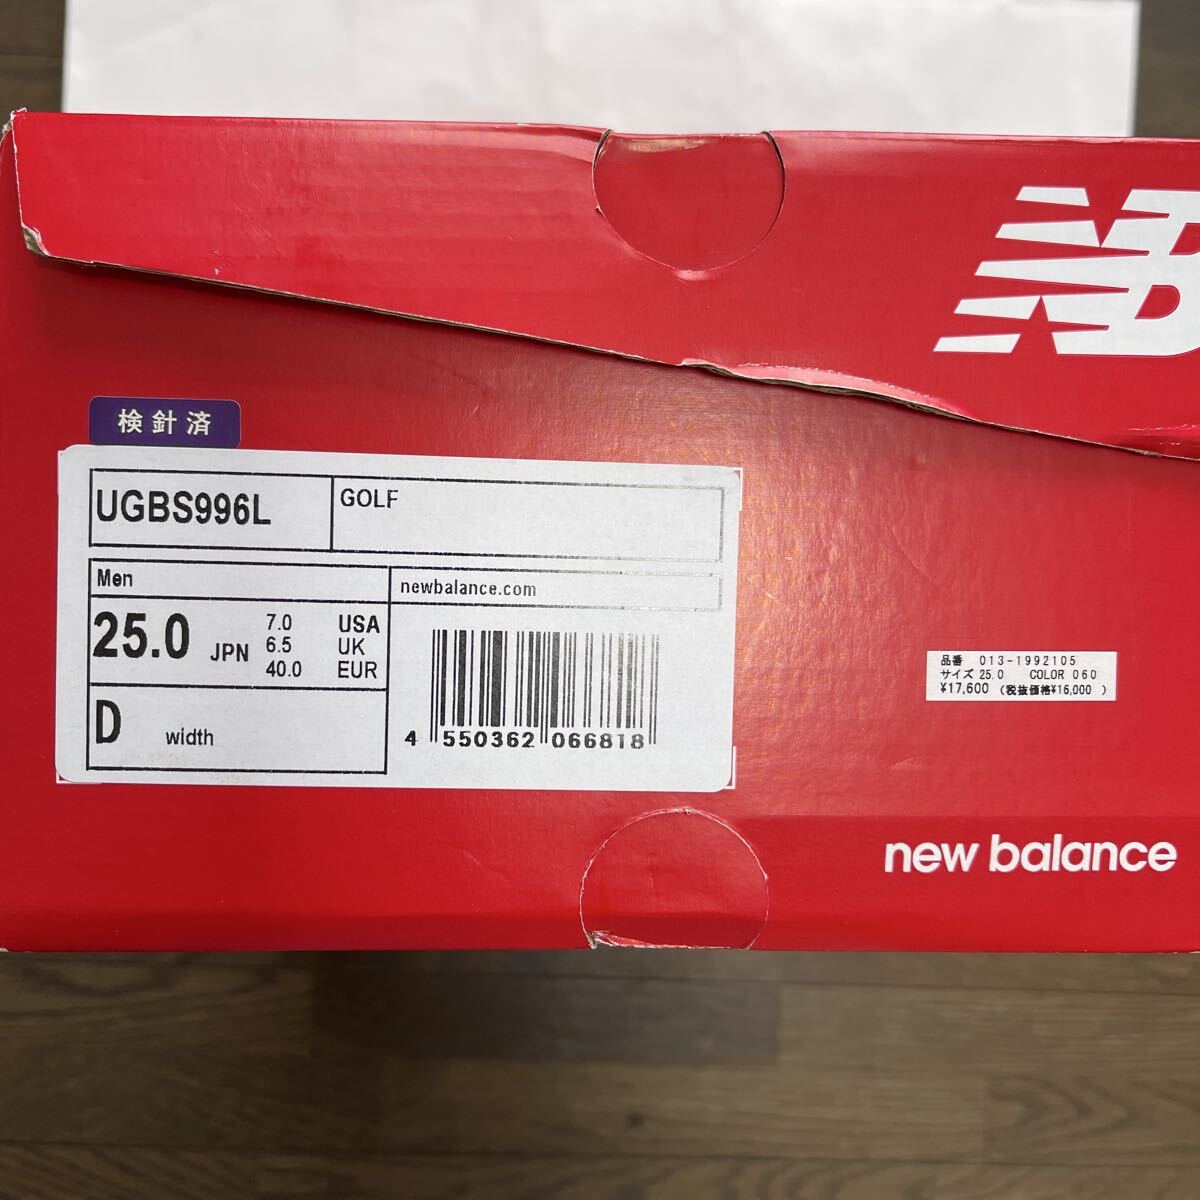 NB
検針済
UGBS996L
GOLF
Men
newbalance.com
25.0 JPN
7.0 USA
6.5 UK
40.0 EUR
D width
4 550362 066818
品番 013-1992105
サイズ 25.0 COLOR 060
¥17,600 (税抜価格¥16,000 )
new balance